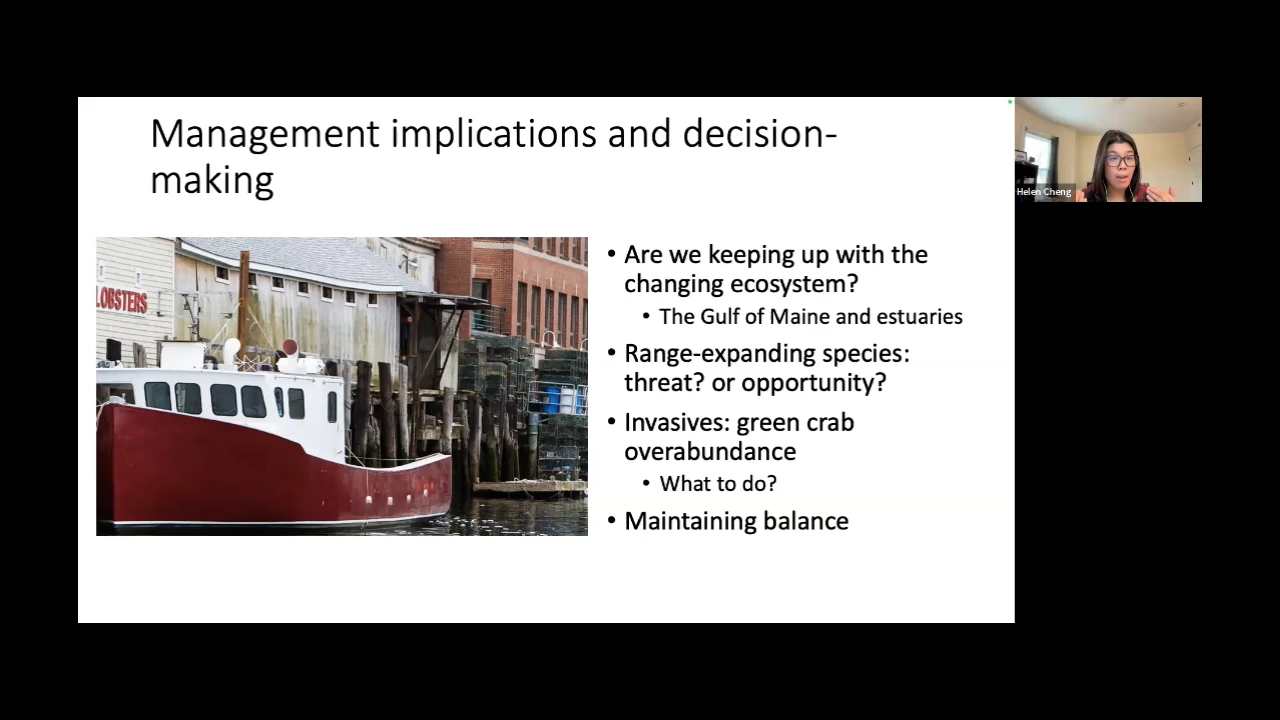 Management implications and decision-
making
LOBSTERS
• Are we keeping up with the
changing ecosystem?
• The Gulf of Maine and estuaries
• Range-expanding species:
threat? or opportunity?
• Invasives: green crab
overabundance
• What to do?
• Maintaining balance
Helen Cheng